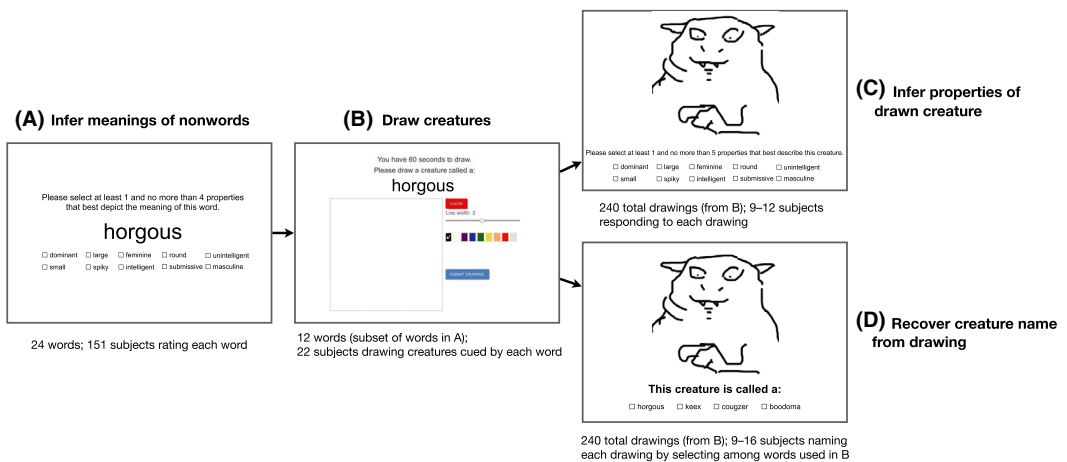 (A) Infer meanings of nonwords
Please select at least 1 and no more than 4 properties
that best depict the meaning of this word.
horgous
dominant large feminine round unintelligent
small spiky intelligent submissive masculine
24 words; 151 subjects rating each word
(B) Draw creatures
You have 60 seconds to draw.
Please draw a creature called a:
horgous
CLEAR
Line width: 2
SUBMIT DRAWING
12 words (subset of words in A);
22 subjects drawing creatures cued by each word
(C) Infer properties of
drawn creature
Please select at least 1 and no more than 5 properties that best describe this creature.
dominant large feminine round unintelligent
small spiky intelligent submissive masculine
240 total drawings (from B); 9–12 subjects
responding to each drawing
(D) Recover creature name
from drawing
This creature is called a:
horgous keex cougzer boodoma
240 total drawings (from B); 9–16 subjects naming
each drawing by selecting among words used in B